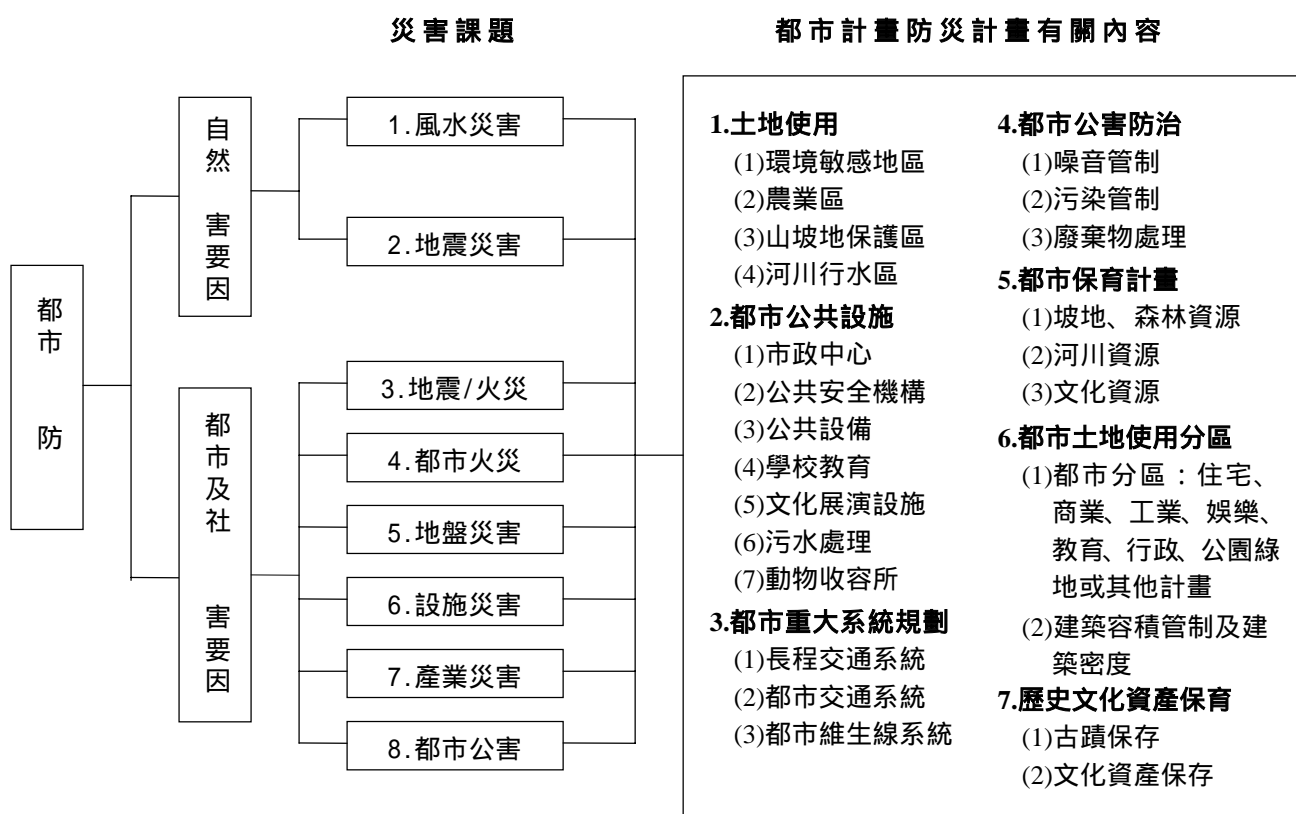 災害課題
都市計畫防災計畫有關內容
都市 防
自然 害要因
都市及社 害要因
1.風水災害
2.地震災害
3.地震/火災
4.都市火災
5.地盤災害
6.設施災害
7.產業災害
8.都市公害
1.土地使用
(1)環境敏感地區
(2)農業區
(3)山坡地保護區
(4)河川行水區
2.都市公共設施
(1)市政中心
(2)公共安全機構
(3)公共設備
(4)學校教育
(5)文化展演設施
(6)污水處理
(7)動物收容所
3.都市重大系統規劃
(1)長程交通系統
(2)都市交通系統
(3)都市維生線系統
4.都市公害防治
(1)噪音管制
(2)污染管制
(3)廢棄物處理
5.都市保育計畫
(1)坡地、森林資源
(2)河川資源
(3)文化資源
6.都市土地使用分區
(1)都市分區：住宅、
商業、工業、娛樂、
教育、行政、公園綠
地或其他計畫
(2)建築容積管制及建
築密度
7.歷史文化資產保育
(1)古蹟保存
(2)文化資產保存